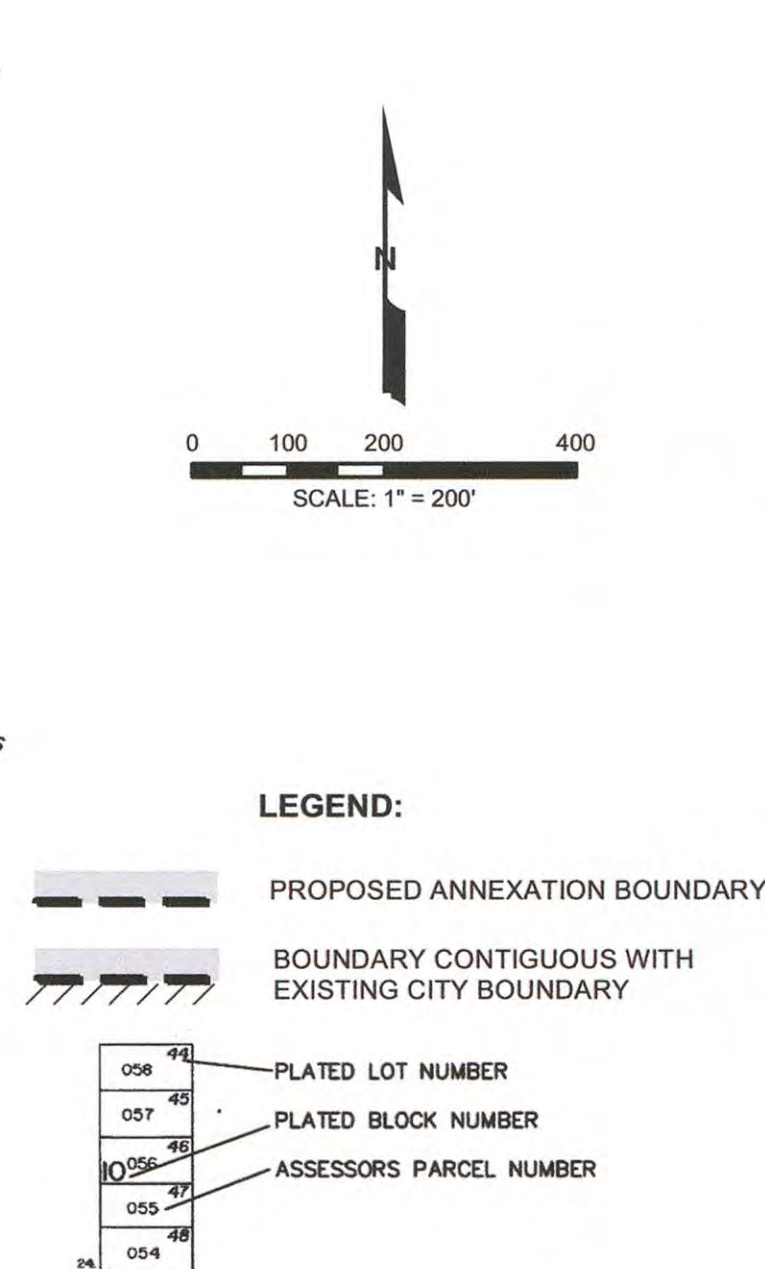 N
0 100 200 400
SCALE: 1" = 200'
s
LEGEND:
PROPOSED ANNEXATION BOUNDARY
BOUNDARY CONTIGUOUS WITH
EXISTING CITY BOUNDARY
058 44
PLATED LOT NUMBER
057 45
PLATED BLOCK NUMBER
46
10 056
ASSESSORS PARCEL NUMBER
47
055
48
054
24